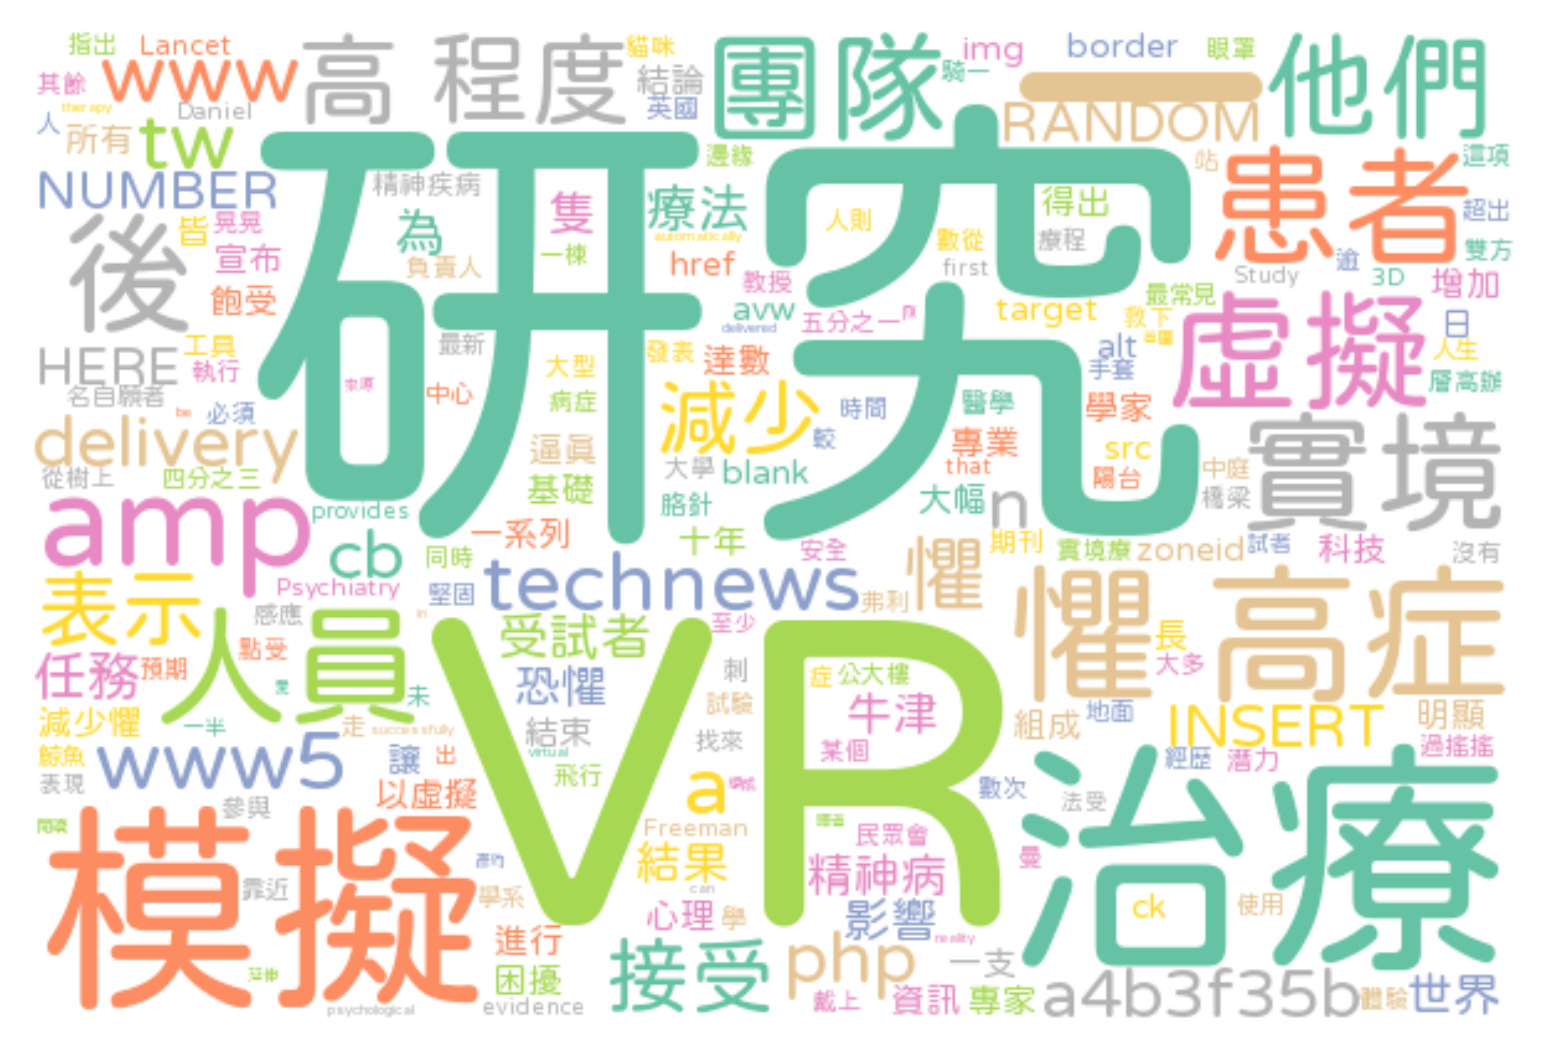 指出 Lancet 高 程度 貓咪 團隊 img border 眼罩 他們
其餘 www 結論 騎一 一
therapy Daniel 英國 RANDOM
人 所有 tw 邊緣 站 這項
NUMBER 精神疾病 隻 療法 人則 得出 患者 超出
後 皆 晃晃 為 automatically 數從 療程 雙方
宣布 負責人 一棟 href first Study 逾 3D 增加
飽受 研究 教授 avw target 最常見
delivered 五分之一 救下 虛擬 日
HERE 工具 最新 發表 達數 alt 人生
執行 大型 手套 層高辦
名自願者 必須 中心 病症 減少 時間 醫學 學家
be
delivery 逼真 較 專業 src 實境
從樹上 四分之三 大學 blank that 陽台 中庭
amp provides 基礎 胳針 大幅 n 橋梁
cb 一系列 十年 安全 懼 期刊 實境療 zoneid 試者 科技 沒有
Psychiatry 同時 technews
表示 感應 堅固 in 弗利 懼 高症
人員 受試者 至少 長
任務 預期 點受 恐懼 刺 症 公大樓 大多
減少懼 一半 未 VR 試驗 牛津 組成 地面 INSERT 明顯
走 successfully 結束 找來 某個
鯨魚 www5 讓 出 virtual 經歷 潛力 過搖搖
表現 以虛擬 飛行 a 數次 法受 治療
參與 Freeman 民眾會
模擬 結果 曼
靠近 學系 can 精神病 ck 使用
心理 學 影響
進行 reality
延伸 困擾 接受 php 一支
psychological evidence 戴上 資訊 專家 a4b3f35b 體驗 世界